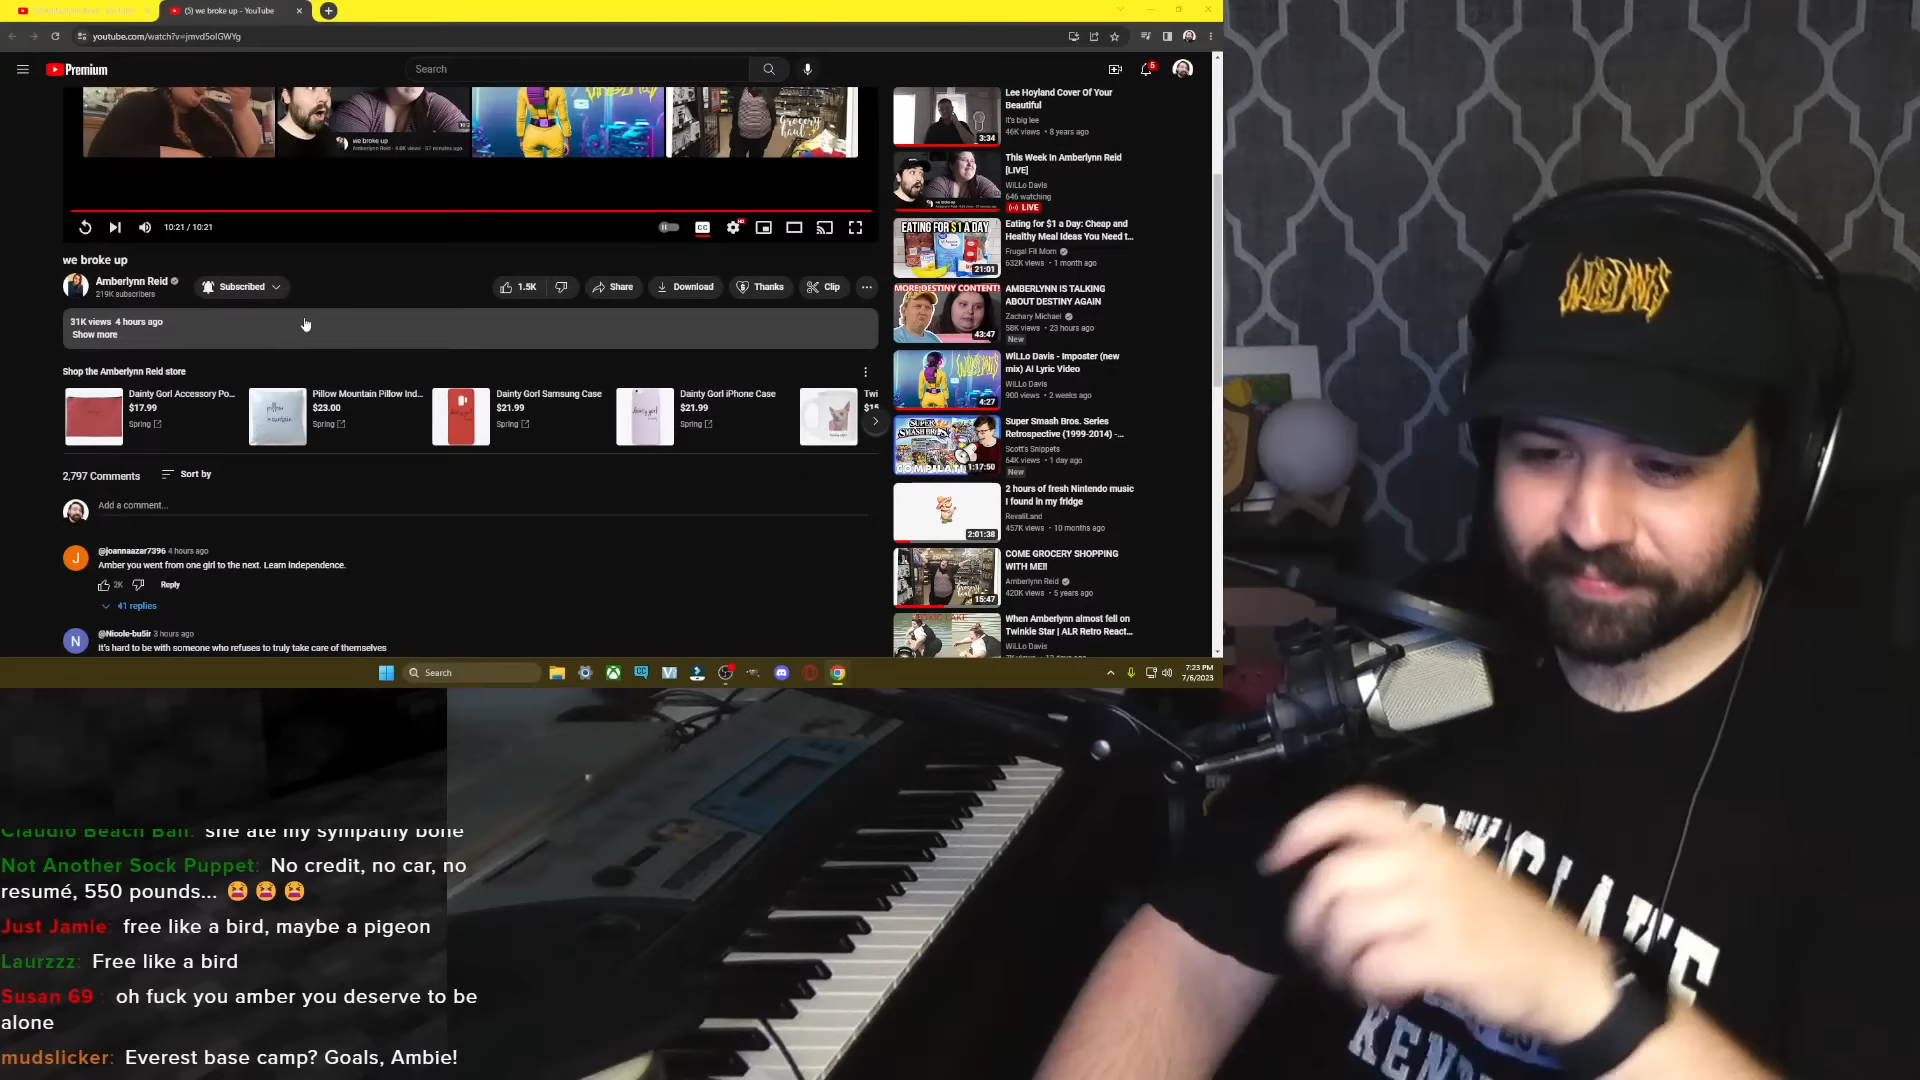 (5) we broke up - YouTube
youtube.com/watch?v=jmvd5oIGWYg
Premium
Search
5
Grocery
haul
we broke up
10:21 / 10:21
CC
HD
we broke up
Amberlynn Reid
219K subscribers
Subscribed
1.5K
Share
Download
Thanks
Clip
31K views 4 hours ago
Show more
Shop the Amberlynn Reid store
Dainty Gorl Accessory Po...
$17.99
Spring
Pillow Mountain Pillow Ind...
$23.00
Spring
Dainty Gorl Samsung Case
$21.99
Spring
Dainty Gorl iPhone Case
$21.99
Spring
Twi
pillow
mountain
2,797 Comments
Sort by
Add a comment...
J
@joannaazar7396 4 hours ago
Amber you went from one girl to the next. Learn independence.
2K
Reply
41 replies
N
@Nicole-bu5ir 3 hours ago
It's hard to be with someone who refuses to truly take care of themselves
Lee Hoyland Cover Of Your
Beautiful
It's big lee
46K views • 8 years ago
3:34
This Week In Amberlynn Reid
[LIVE]
WiLLo Davis
646 watching
LIVE
Eating for $1 a Day: Cheap and
Healthy Meal Ideas You Need t...
Frugal Fit Mom
632K views • 1 month ago
EATING FOR $1 A DAY
21:01
AMBERLYNN IS TALKING
ABOUT DESTINY AGAIN
Zachary Michael
58K views • 23 hours ago
New
MORE DESTINY CONTENT!
43:47
WiLLo Davis - Imposter (new
mix) AI Lyric Video
WiLLo Davis
900 views • 2 weeks ago
4:27
Super Smash Bros. Series
Retrospective (1999-2014) -...
Scott's Snippets
64K views • 1 day ago
New
SUPER
SMASH BROS.
1:17:50
2 hours of fresh Nintendo music
I found in my fridge
RevaliLand
457K views • 10 months ago
2:01:38
COME GROCERY SHOPPING
WITH ME!!
Amberlynn Reid
420K views • 5 years ago
15:47
When Amberlynn almost fell on
Twinkie Star | ALR Retro React...
WiLLo Davis
Search
7:23 PM
7/6/2023
Claudio Beach Ball: she ate my sympathy bone
Not Another Sock Puppet: No credit, no car, no
resumé, 550 pounds... 😆 😆 😆
Just Jamie: free like a bird, maybe a pigeon
Laurzzz: Free like a bird
Susan 69 : oh fuck you amber you deserve to be
alone
mudslicker: Everest base camp? Goals, Ambie!